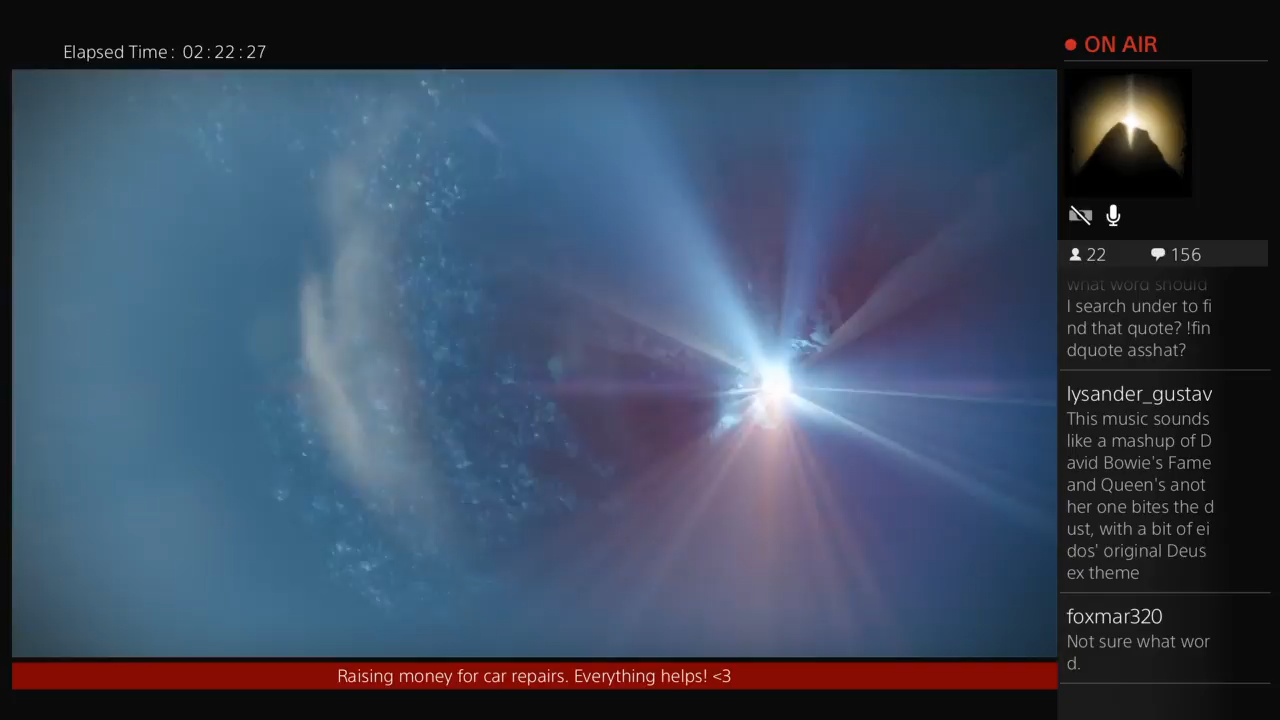 Elapsed Time: 02:22:27
ON AIR
22 156
what word should
I search under to fi
nd that quote? !fin
dquote asshat?
lysander_gustav
This music sounds
like a mashup of D
avid Bowie's Fame
and Queen's anot
her one bites the d
ust, with a bit of ei
dos' original Deus
ex theme
foxmar320
Not sure what wor
d.
Raising money for car repairs. Everything helps! <3